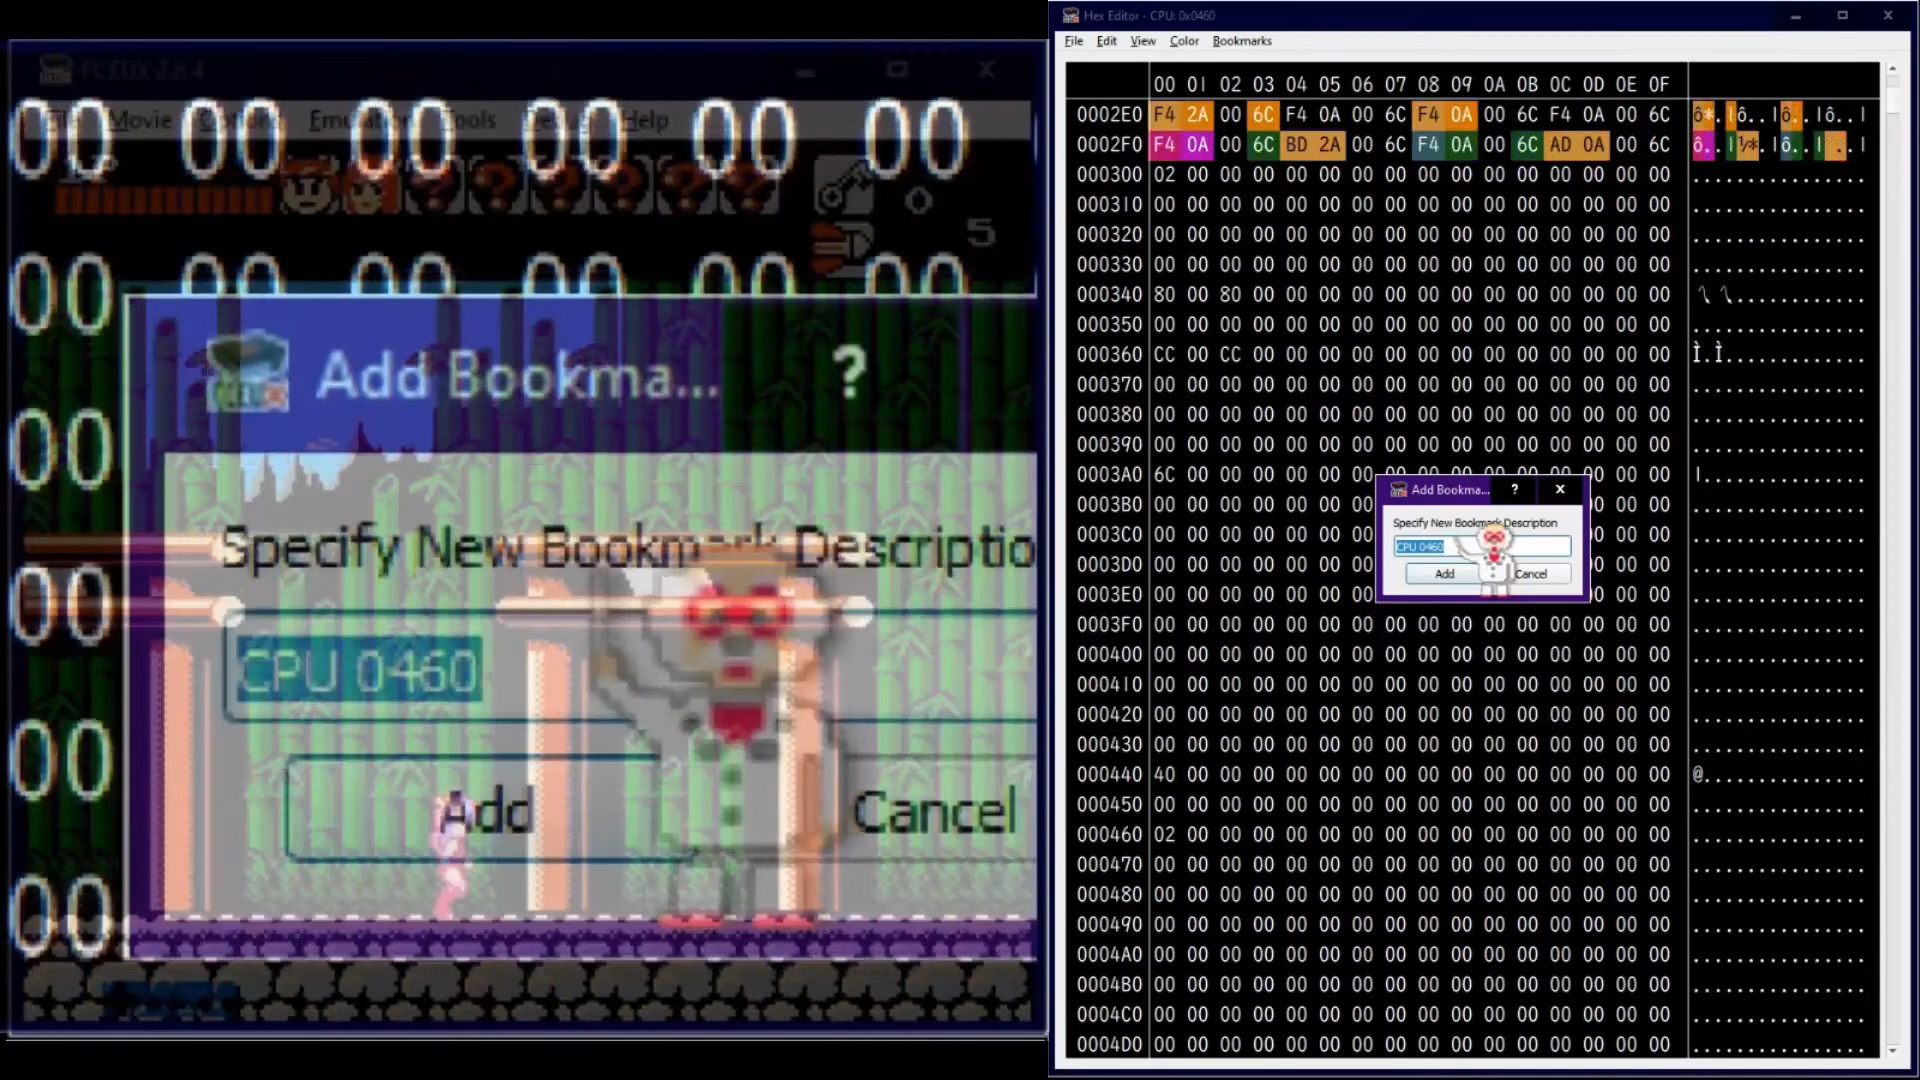 FCEUX 2.6.4
File Movie Options Emulation Tools Debug Help
00 00 00 00 00 00
1P
0
5
00 00 00 00 00 00
Add Bookma... ?
00
Specify New Bookmark Descriptio
00
CPU 0460
00
Add Cancel
00
Hex Editor - CPU: 0x0460
File Edit View Color Bookmarks
00 01 02 03 04 05 06 07 08 09 0A 0B 0C 0D 0E 0F
0002E0 F4 2A 00 6C F4 0A 00 6C F4 0A 00 6C F4 0A 00 6C ô*.lô..lô..lô..l
0002F0 F4 0A 00 6C BD 2A 00 6C F4 0A 00 6C AD 0A 00 6C ô..l½*.lô..l...l
000300 02 00 00 00 00 00 00 00 00 00 00 00 00 00 00 00 ................
000310 00 00 00 00 00 00 00 00 00 00 00 00 00 00 00 00 ................
000320 00 00 00 00 00 00 00 00 00 00 00 00 00 00 00 00 ................
000330 00 00 00 00 00 00 00 00 00 00 00 00 00 00 00 00 ................
000340 80 00 80 00 00 00 00 00 00 00 00 00 00 00 00 00 .............
000350 00 00 00 00 00 00 00 00 00 00 00 00 00 00 00 00 ................
000360 CC 00 CC 00 00 00 00 00 00 00 00 00 00 00 00 00 Ì.Ì.............
000370 00 00 00 00 00 00 00 00 00 00 00 00 00 00 00 00 ................
000380 00 00 00 00 00 00 00 00 00 00 00 00 00 00 00 00 ................
000390 00 00 00 00 00 00 00 00 00 00 00 00 00 00 00 00 ................
0003A0 6C 00 00 00 00 00 00 00 00 00 00 00 00 00 00 00 l...............
0003B0 00 00 00 00 00 00 00 00 00 ................
0003C0 00 00 00 00 00 00 00 00 00 ................
0003D0 00 00 00 00 00 00 00 00 00 ................
0003E0 00 00 00 00 00 00 00 00 00 ................
Add Bookma... ? X
Specify New Bookmark Description
CPU 0460
Add Cancel
0003F0 00 00 00 00 00 00 00 00 00 00 00 00 00 00 00 00 ................
000400 00 00 00 00 00 00 00 00 00 00 00 00 00 00 00 00 ................
000410 00 00 00 00 00 00 00 00 00 00 00 00 00 00 00 00 ................
000420 00 00 00 00 00 00 00 00 00 00 00 00 00 00 00 00 ................
000430 00 00 00 00 00 00 00 00 00 00 00 00 00 00 00 00 ................
000440 40 00 00 00 00 00 00 00 00 00 00 00 00 00 00 00 @...............
000450 00 00 00 00 00 00 00 00 00 00 00 00 00 00 00 00 ................
000460 02 00 00 00 00 00 00 00 00 00 00 00 00 00 00 00 ................
000470 00 00 00 00 00 00 00 00 00 00 00 00 00 00 00 00 ................
000480 00 00 00 00 00 00 00 00 00 00 00 00 00 00 00 00 ................
000490 00 00 00 00 00 00 00 00 00 00 00 00 00 00 00 00 ................
0004A0 00 00 00 00 00 00 00 00 00 00 00 00 00 00 00 00 ................
0004B0 00 00 00 00 00 00 00 00 00 00 00 00 00 00 00 00 ................
0004C0 00 00 00 00 00 00 00 00 00 00 00 00 00 00 00 00 ................
0004D0 00 00 00 00 00 00 00 00 00 00 00 00 00 00 00 00 ................